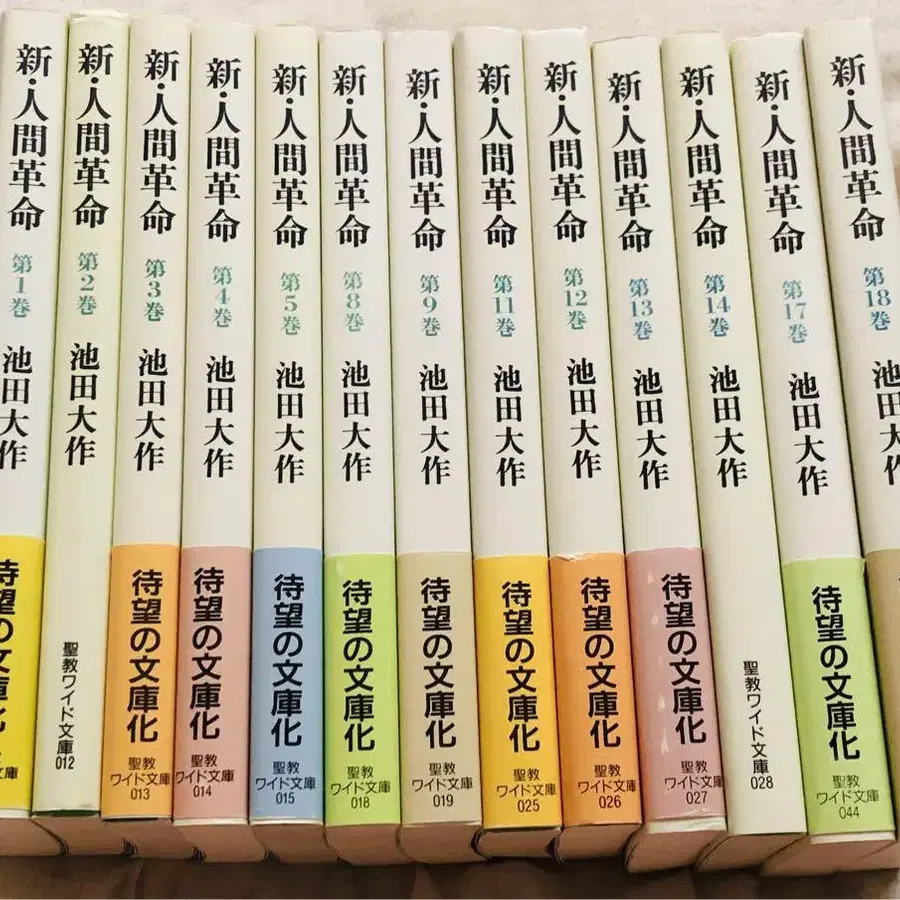 新・人間革命 第1巻 池田大作
待望の文庫化
新・人間革命 第2巻 池田大作
聖教ワイド文庫 012
新・人間革命 第3巻 池田大作
待望の文庫化
聖教
ワイド文庫
013
新・人間革命 第4巻 池田大作
待望の文庫化
聖教
ワイド文庫
014
新・人間革命 第5巻 池田大作
待望の文庫化
聖教
ワイド文庫
015
新・人間革命 第8巻 池田大作
待望の文庫化
聖教
ワイド文庫
018
新・人間革命 第9巻 池田大作
待望の文庫化
聖教
ワイド文庫
019
新・人間革命 第11巻 池田大作
待望の文庫化
聖教
ワイド文庫
025
新・人間革命 第12巻 池田大作
待望の文庫化
聖教
ワイド文庫
026
新・人間革命 第13巻 池田大作
待望の文庫化
聖教
ワイド文庫
027
新・人間革命 第14巻 池田大作
聖教ワイド文庫 028
新・人間革命 第17巻 池田大作
待望の文庫化
聖教
ワイド文庫
044
新・人間革命 第18巻 池田大